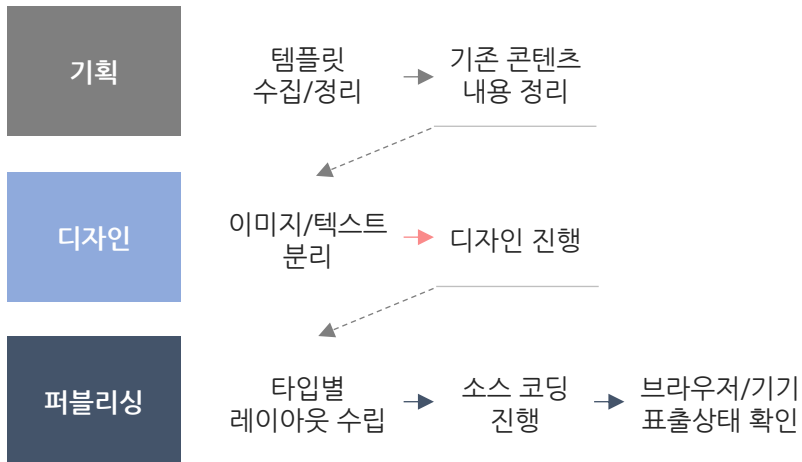 기획
템플릿
수집/정리
기존 콘텐츠
내용 정리
디자인
이미지/텍스트
분리
디자인 진행
퍼블리싱
타입별
레이아웃 수립
소스 코딩
진행
브라우저/기기
표출상태 확인